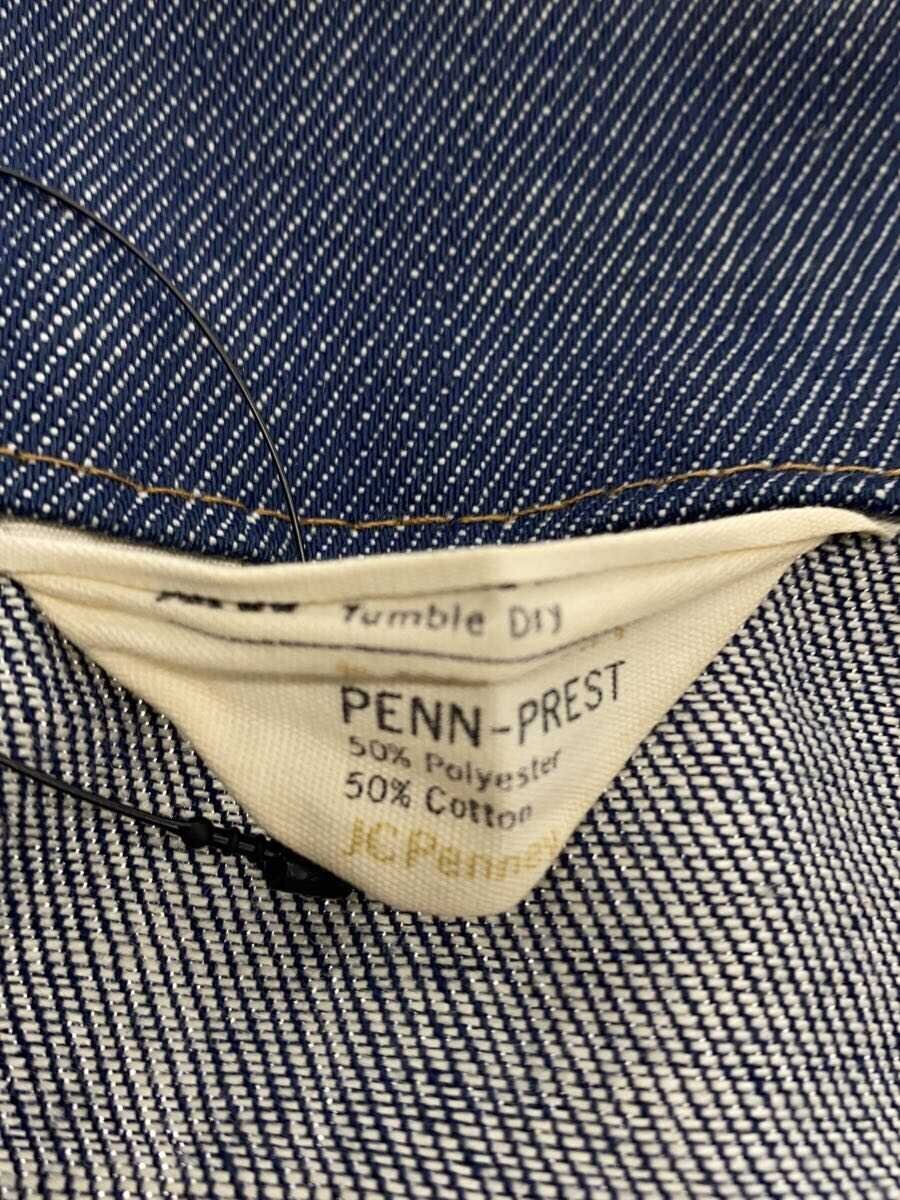 Tumble Dry
PENN-PREST
50% Polyester
50% Cotton
JCPenney